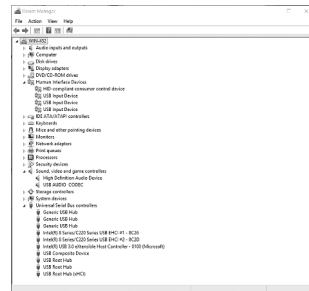 Device Manager
File Action View Help
WIN-I4S2
Audio inputs and outputs
Computer
Disk drives
Display adapters
DVD/CD-ROM drives
Human Interface Devices
HID-compliant consumer control device
USB Input Device
USB Input Device
USB Input Device
IDE ATA/ATAPI controllers
Keyboards
Mice and other pointing devices
Monitors
Network adapters
Print queues
Processors
Security devices
Sound, video and game controllers
High Definition Audio Device
USB AUDIO CODEC
Storage controllers
System devices
Universal Serial Bus controllers
Generic USB Hub
Generic USB Hub
Generic USB Hub
Intel(R) 8 Series/C220 Series USB EHCI #1 - 8C26
Intel(R) 8 Series/C220 Series USB EHCI #2 - 8C2D
Intel(R) USB 3.0 eXtensible Host Controller - 0100 (Microsoft)
USB Composite Device
USB Root Hub
USB Root Hub
USB Root Hub (xHCI)